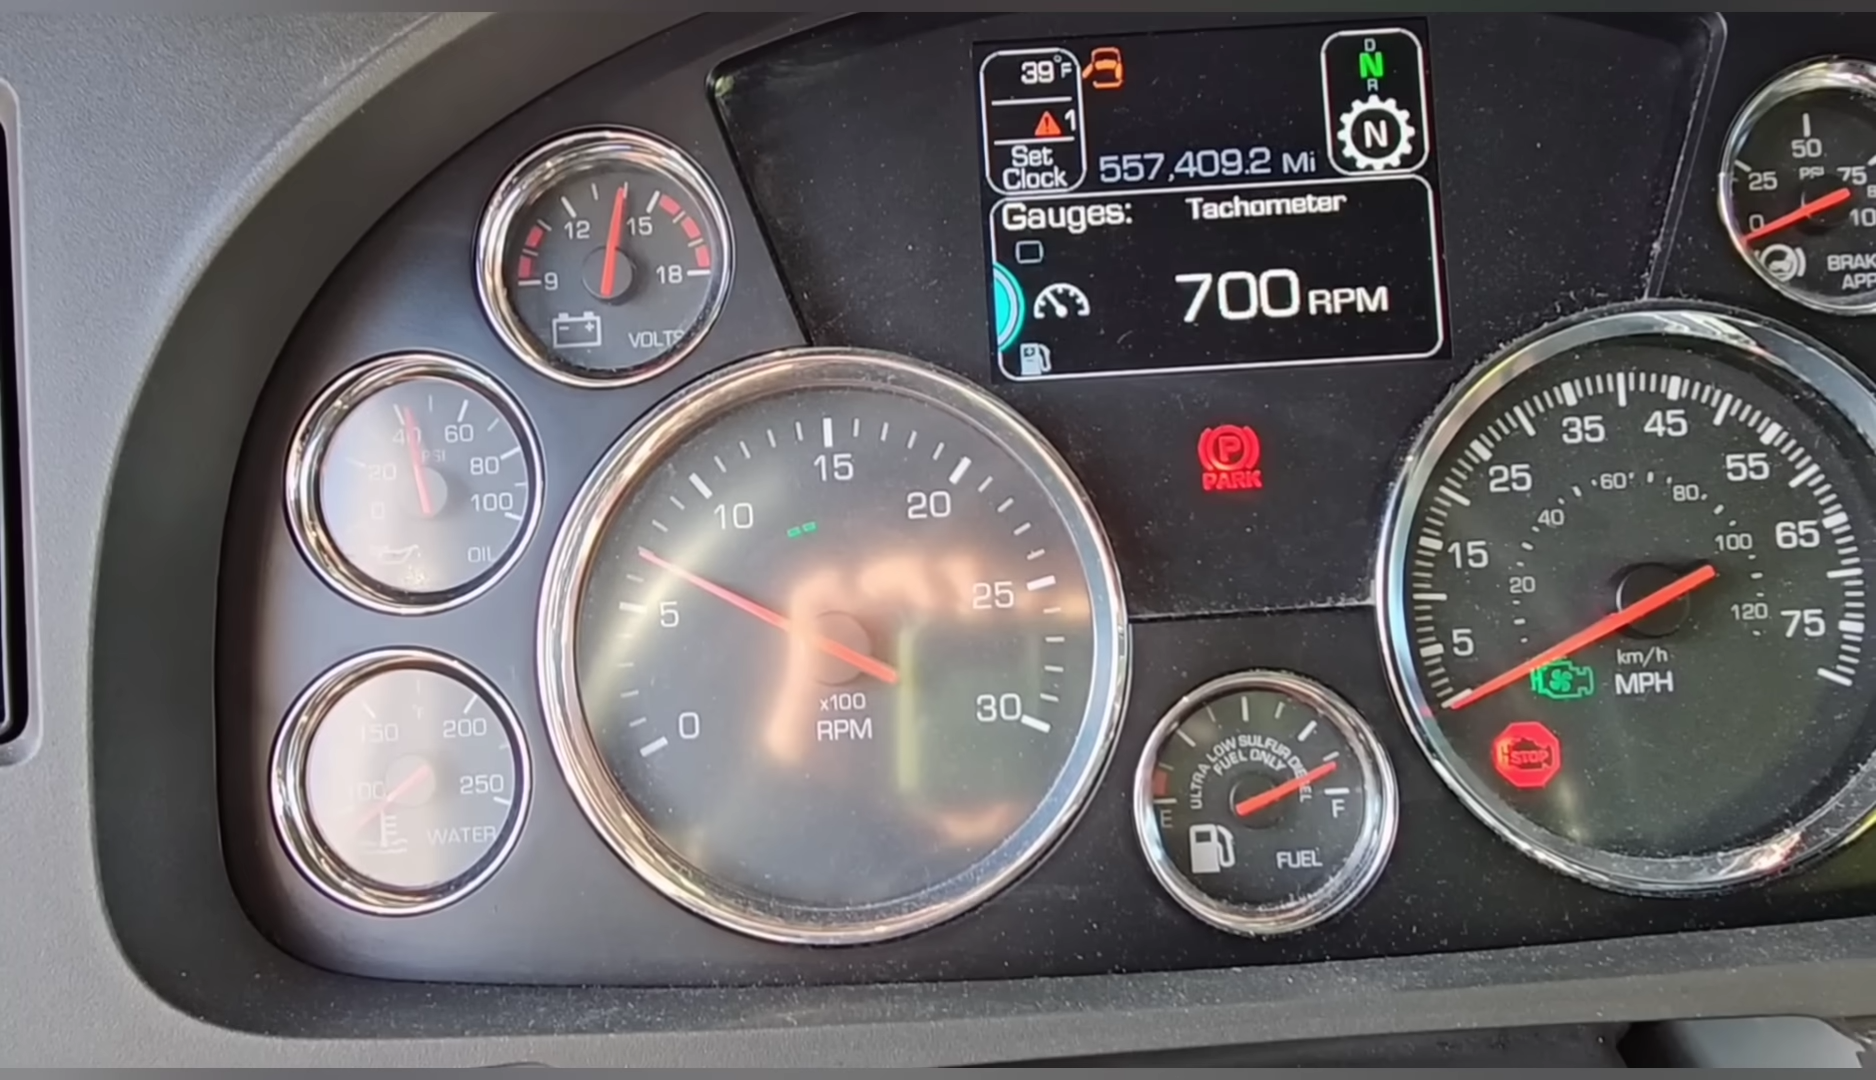 39°F
1
Set
Clock
557,409.2 Mi
D
N
R
N
Gauges: Tachometer
700 RPM
9 12 15 18
VOLTS
0 20 40 60 80 100
PSI
OIL
100 150 200 250
°F
WATER
0 5 10 15 20 25 30
x100
RPM
P
PARK
ULTRA LOW SULFUR DIESEL
FUEL ONLY
E F
FUEL
5 15 25 35 45 55 65 75
20 40 60 80 100 120
km/h
MPH
STOP
0 25 50 75
PSI
BRAK
APP